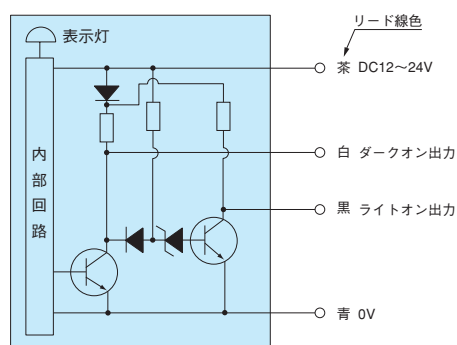 リード線色
表示灯
茶 DC12～24V
白 ダークオン出力
内部回路
黒 ライトオン出力
青 0V